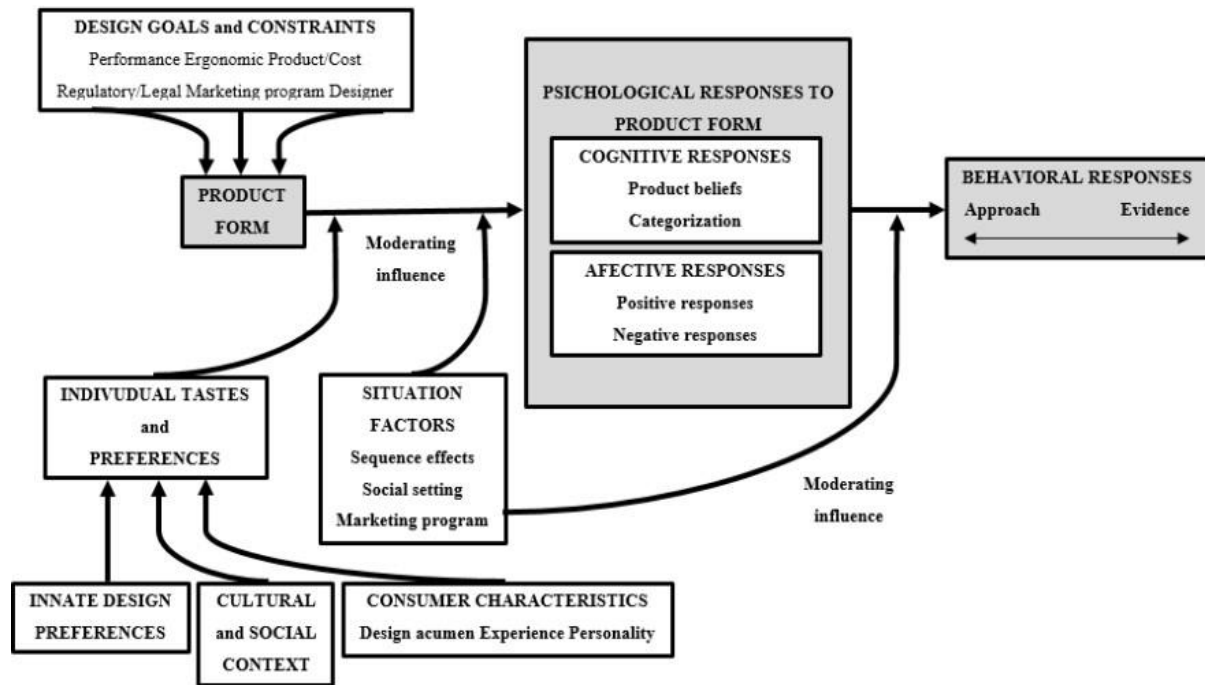 DESIGN GOALS and CONSTRAINTS
Performance Ergonomic Product/Cost
Regulatory/Legal Marketing program Designer
PRODUCT
FORM
Moderating
influence
PSICHOLOGICAL RESPONSES TO
PRODUCT FORM
COGNITIVE RESPONSES
Product beliefs
Categorization
AFECTIVE RESPONSES
Positive responses
Negative responses
BEHAVIORAL RESPONSES
Approach Evidence
INDIVUDUAL TASTES
and
PREFERENCES
SITUATION
FACTORS
Sequence effects
Social setting
Marketing program
Moderating
influence
INNATE DESIGN
PREFERENCES
CULTURAL
and SOCIAL
CONTEXT
CONSUMER CHARACTERISTICS
Design acumen Experience Personality